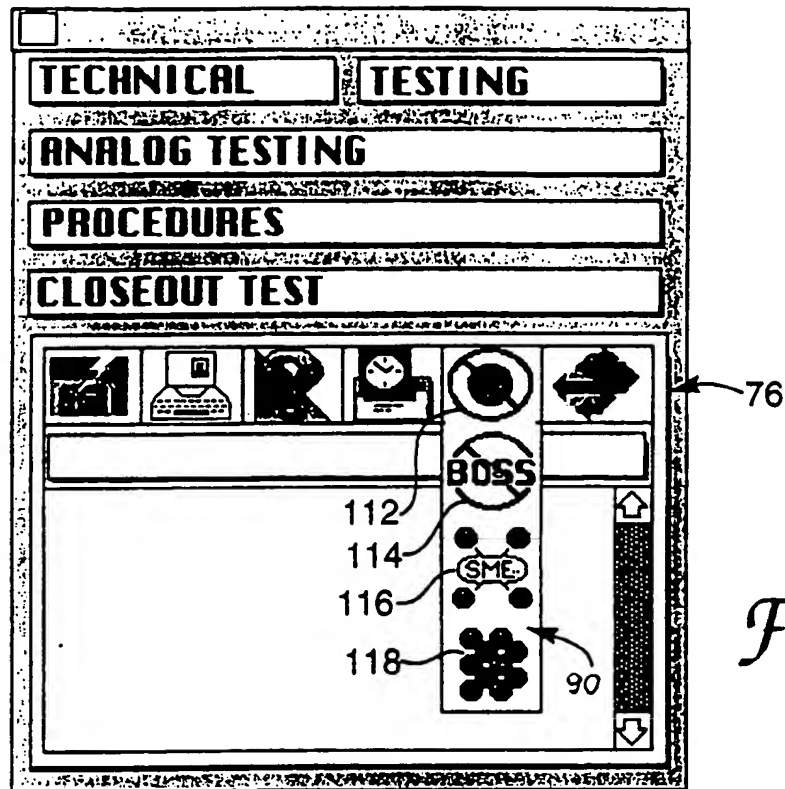 TECHNICAL TESTING
ANALOG TESTING
PROCEDURES
CLOSEOUT TEST
R
76
BOSS
112
114
SME
116
118
90
F